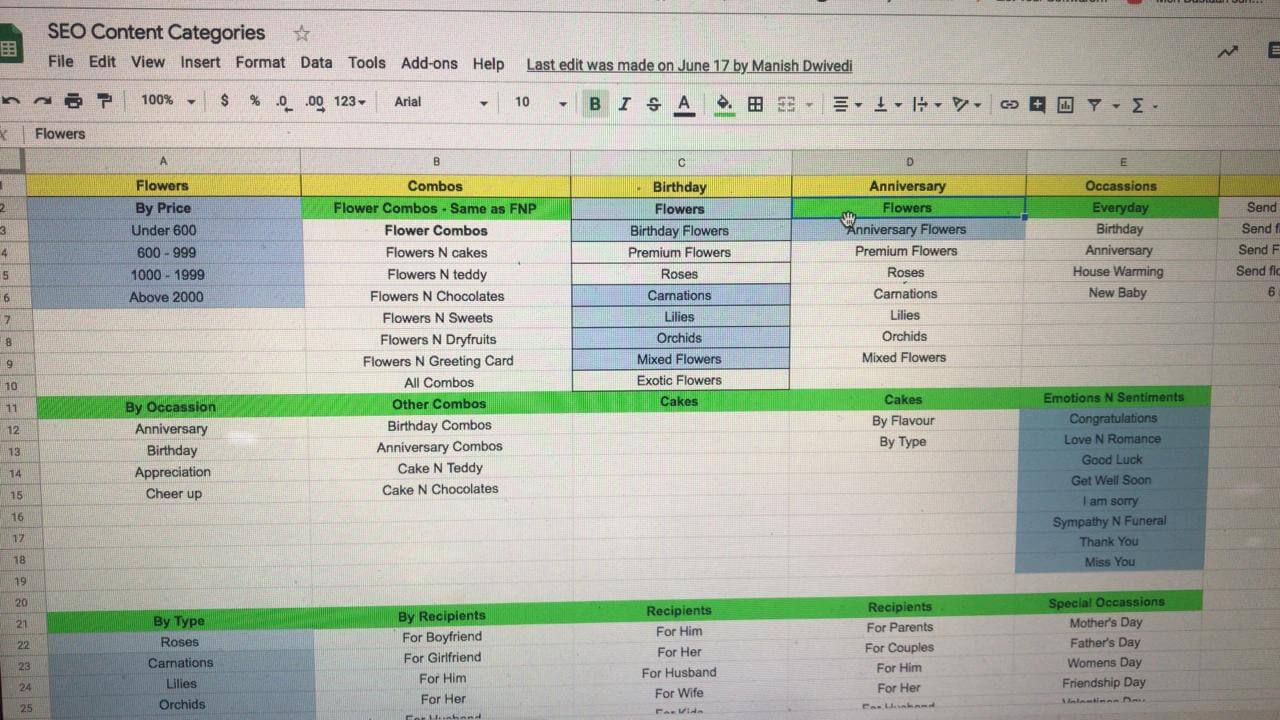 SEO Content Categories
File Edit View Insert Format Data Tools Add-ons Help Last edit was made on June 17 by Manish Dwivedi
100% $ % .0 .00 123 Arial 10 B I S A
Flowers
A B C D E
1 Flowers Combos Birthday Anniversary Occassions
2 By Price Flower Combos - Same as FNP Flowers Flowers Everyday Send
3 Under 600 Flower Combos Birthday Flowers Anniversary Flowers Birthday Send
4 600 - 999 Flowers N cakes Premium Flowers Premium Flowers Anniversary Send F
5 1000 - 1999 Flowers N teddy Roses Roses House Warming Send flo
6 Above 2000 Flowers N Chocolates Carnations Carnations New Baby 6
7 Flowers N Sweets Lilies Lilies
8 Flowers N Dryfruits Orchids Orchids
9 Flowers N Greeting Card Mixed Flowers Mixed Flowers
10 All Combos Exotic Flowers
11 By Occassion Other Combos Cakes Cakes Emotions N Sentiments
12 Anniversary Birthday Combos By Flavour Congratulations
13 Birthday Anniversary Combos By Type Love N Romance
14 Appreciation Cake N Teddy Good Luck
15 Cheer up Cake N Chocolates Get Well Soon
16 I am sorry
17 Sympathy N Funeral
18 Thank You
19 Miss You
20
21 By Type By Recipients Recipients Recipients Special Occassions
22 Roses For Boyfriend For Him For Parents Mother's Day
23 Carnations For Girlfriend For Her For Couples Father's Day
24 Lilies For Him For Husband For Him Womens Day
25 Orchids For Her For Wife For Her Friendship Day